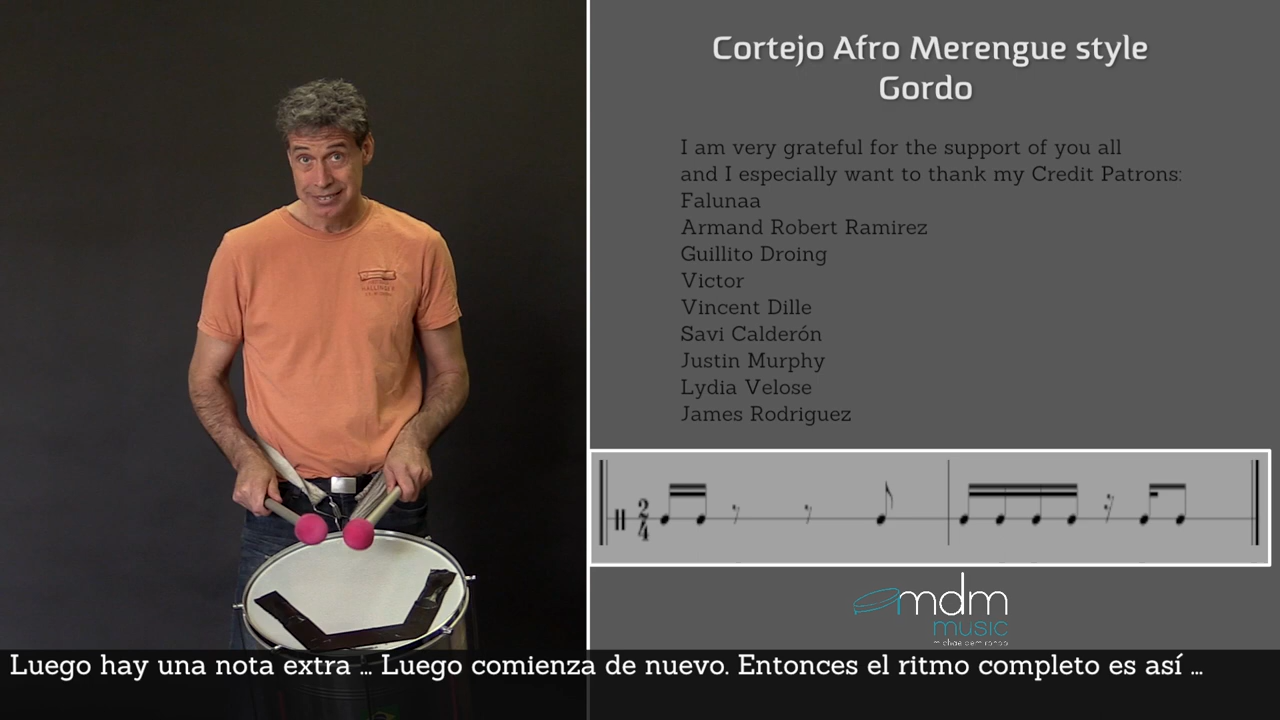 Cortejo Afro Merengue style
Gordo
I am very grateful for the support of you all
and I especially want to thank my Credit Patrons:
Falunaa
Armand Robert Ramirez
Guillito Droing
Victor
Vincent Dille
Savi Calderón
Justin Murphy
Lydia Velose
James Rodriguez
2
4
mdm
music
Luego hay una nota extra ... Luego comienza de nuevo. Entonces el ritmo completo es así ...